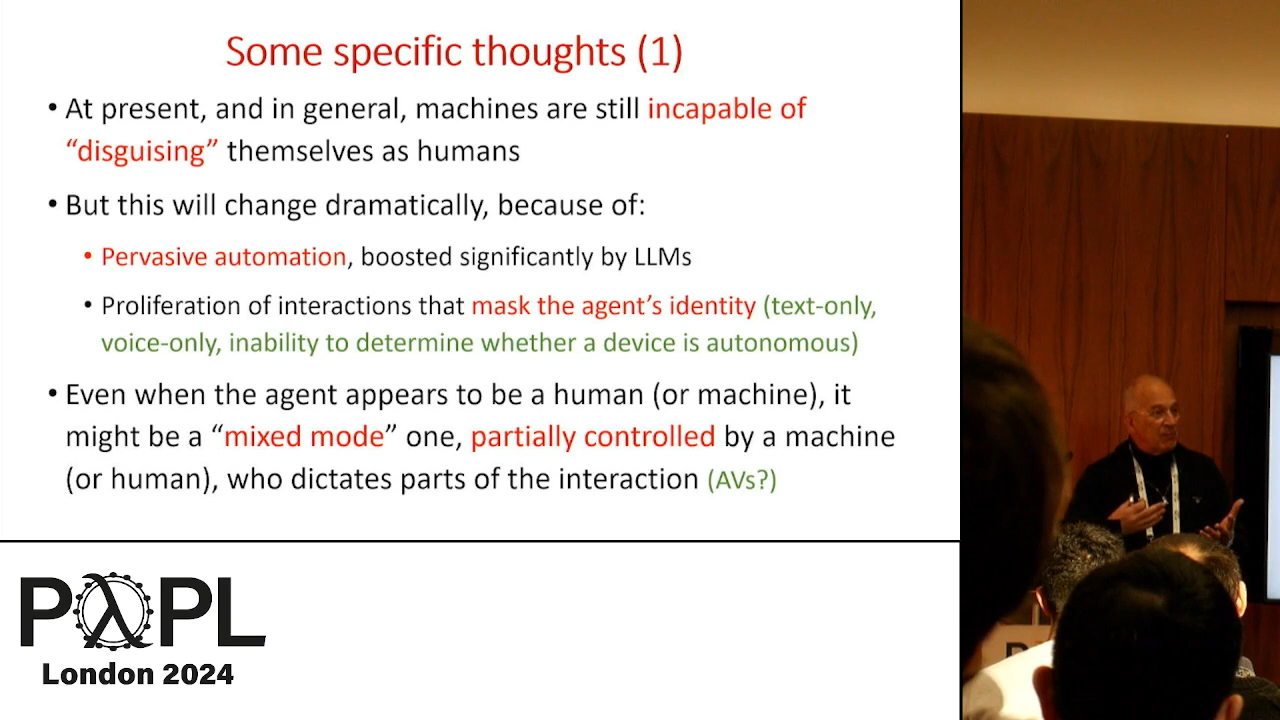 Some specific thoughts (1)
• At present, and in general, machines are still incapable of
“disguising” themselves as humans
• But this will change dramatically, because of:
• Pervasive automation, boosted significantly by LLMs
• Proliferation of interactions that mask the agent’s identity (text-only,
voice-only, inability to determine whether a device is autonomous)
• Even when the agent appears to be a human (or machine), it
might be a “mixed mode” one, partially controlled by a machine
(or human), who dictates parts of the interaction (AVs?)
PλPL
London 2024